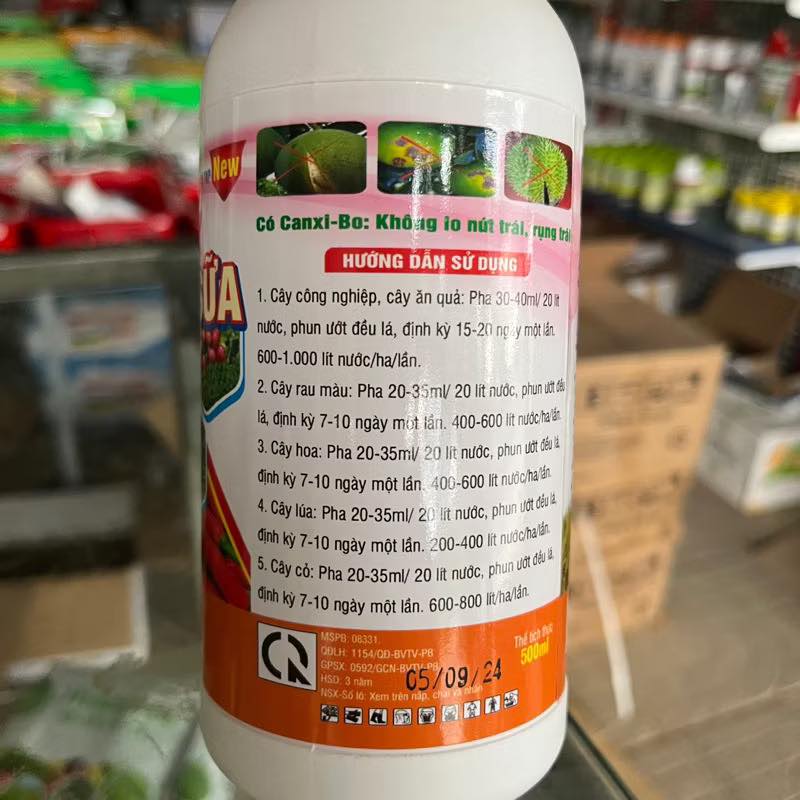 New
ỨA
Có Canxi-Bo: Không lo nứt trái, rụng trái
HƯỚNG DẪN SỬ DỤNG
1. Cây công nghiệp, cây ăn quả: Pha 30-40ml/ 20 lít
nước, phun ướt đều lá, định kỳ 15-20 ngày một lần.
600-1.000 lít nước/ha/lần.
2. Cây rau màu: Pha 20-35ml/ 20 lít nước, phun ướt đều
lá, định kỳ 7-10 ngày một lần. 400-600 lít nước/ha/lần.
3. Cây hoa: Pha 20-35ml/ 20 lít nước, phun ướt đều lá,
định kỳ 7-10 ngày một lần. 400-600 lít nước/ha/lần.
4. Cây lúa: Pha 20-35ml/ 20 lít nước, phun ướt đều lá,
định kỳ 7-10 ngày một lần. 200-400 lít nước/ha/lần.
5. Cây cỏ: Pha 20-35ml/ 20 lít nước, phun ướt đều lá,
định kỳ 7-10 ngày một lần. 600-800 lít/ha/lần.
MSPB: 08331.
QĐLH: 1154/QĐ-BVTV-PB
GPSX: 0592/GCN-BVTV-PB
HSD: 3 năm
05/09/24
NSX-Số lô: Xem trên nắp, chai và nhãn
Thể tích thực
500ml